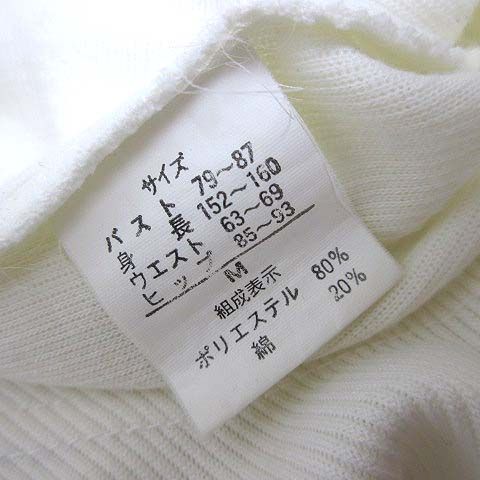 サイズ
バスト 79～87
身長 152～160
ウエスト 63～69
ヒップ 85～93
M
組成表示
ポリエステル 80%
綿 20%